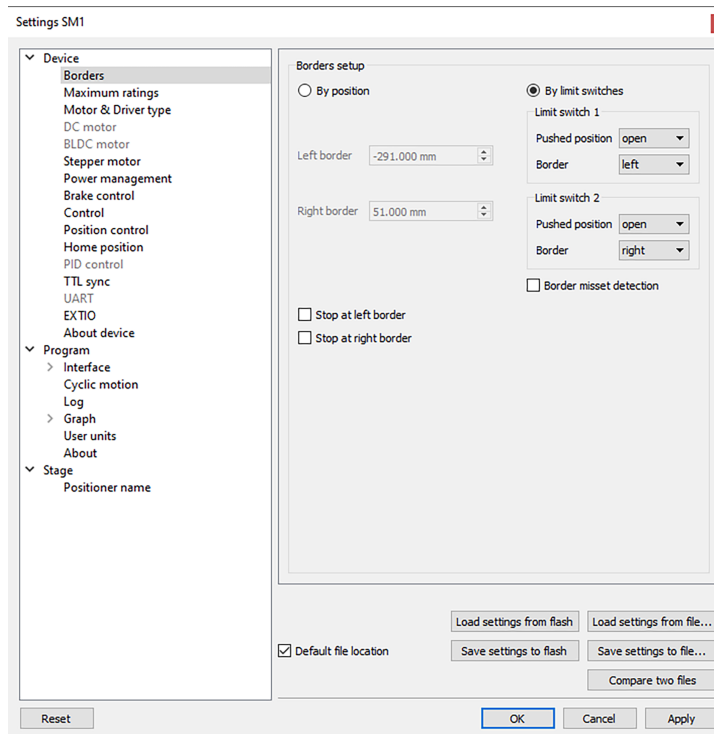 Settings SM1
Device
Borders
Maximum ratings
Motor & Driver type
DC motor
BLDC motor
Stepper motor
Power management
Brake control
Control
Position control
Home position
PID control
TTL sync
UART
EXTIO
About device
Program
Interface
Cyclic motion
Log
Graph
User units
About
Stage
Positioner name
Borders setup
By position
By limit switches
Limit switch 1
Pushed position open
Border left
Left border -291.000 mm
Limit switch 2
Right border 51.000 mm
Pushed position open
Border right
Border misset detection
Stop at left border
Stop at right border
Load settings from flash Load settings from file...
Default file location Save settings to flash Save settings to file...
Compare two files
Reset OK Cancel Apply